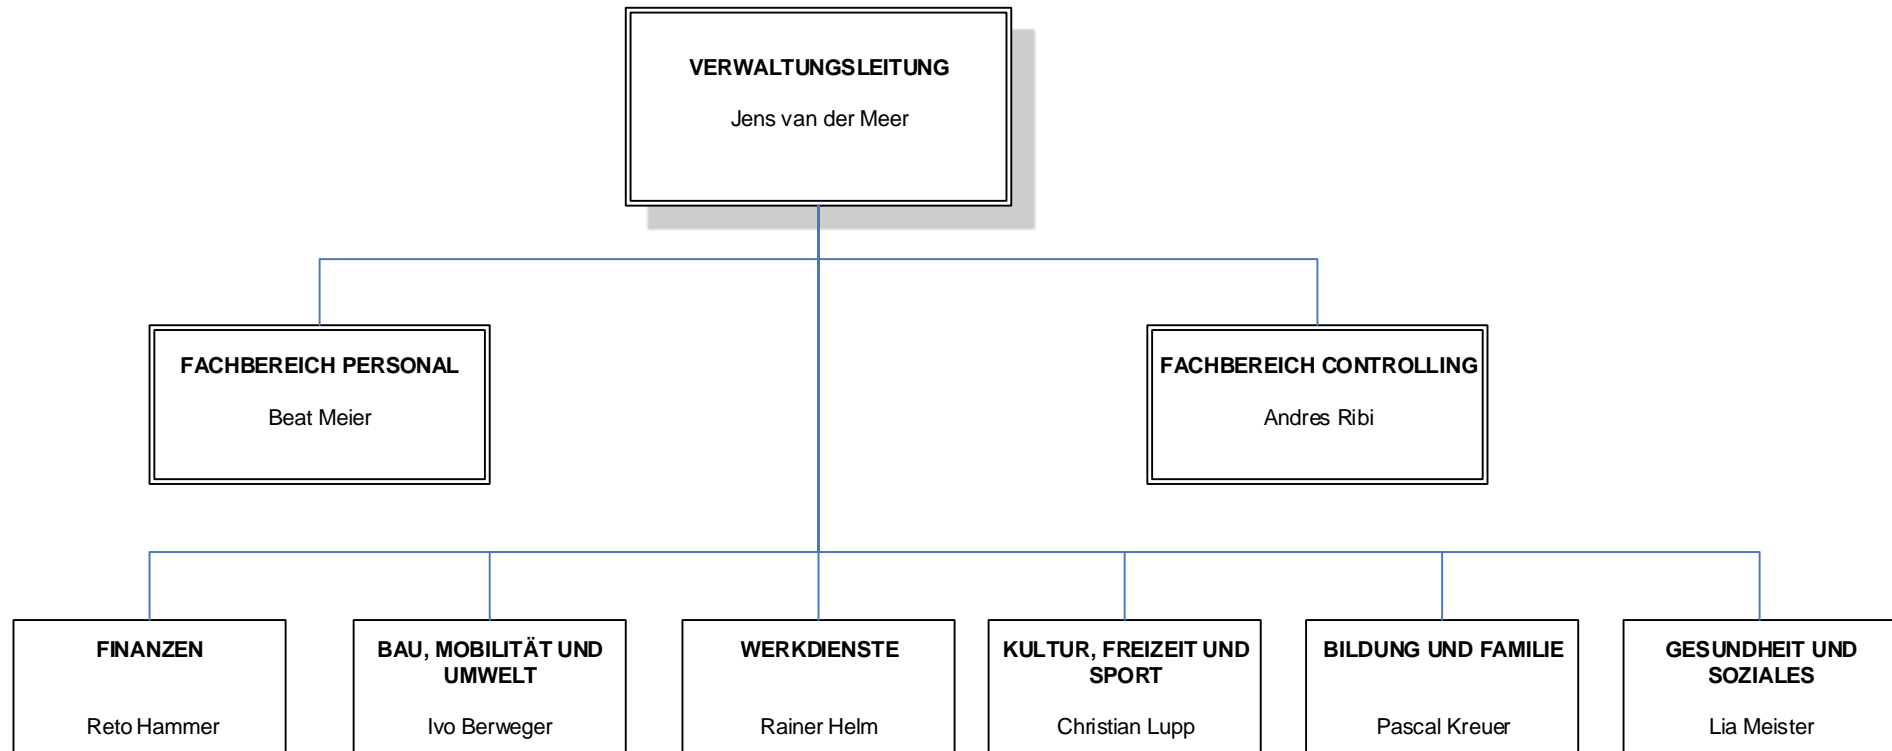 VERWALTUNGSLEITUNG
Jens van der Meer
FACHBEREICH PERSONAL
Beat Meier
FACHBEREICH CONTROLLING
Andres Ribi
FINANZEN
Reto Hammer
BAU, MOBILITÄT UND
UMWELT
Ivo Berweger
WERKDIENSTE
Rainer Helm
KULTUR, FREIZEIT UND
SPORT
Christian Lupp
BILDUNG UND FAMILIE
Pascal Kreuer
GESUNDHEIT UND
SOZIALES
Lia Meister